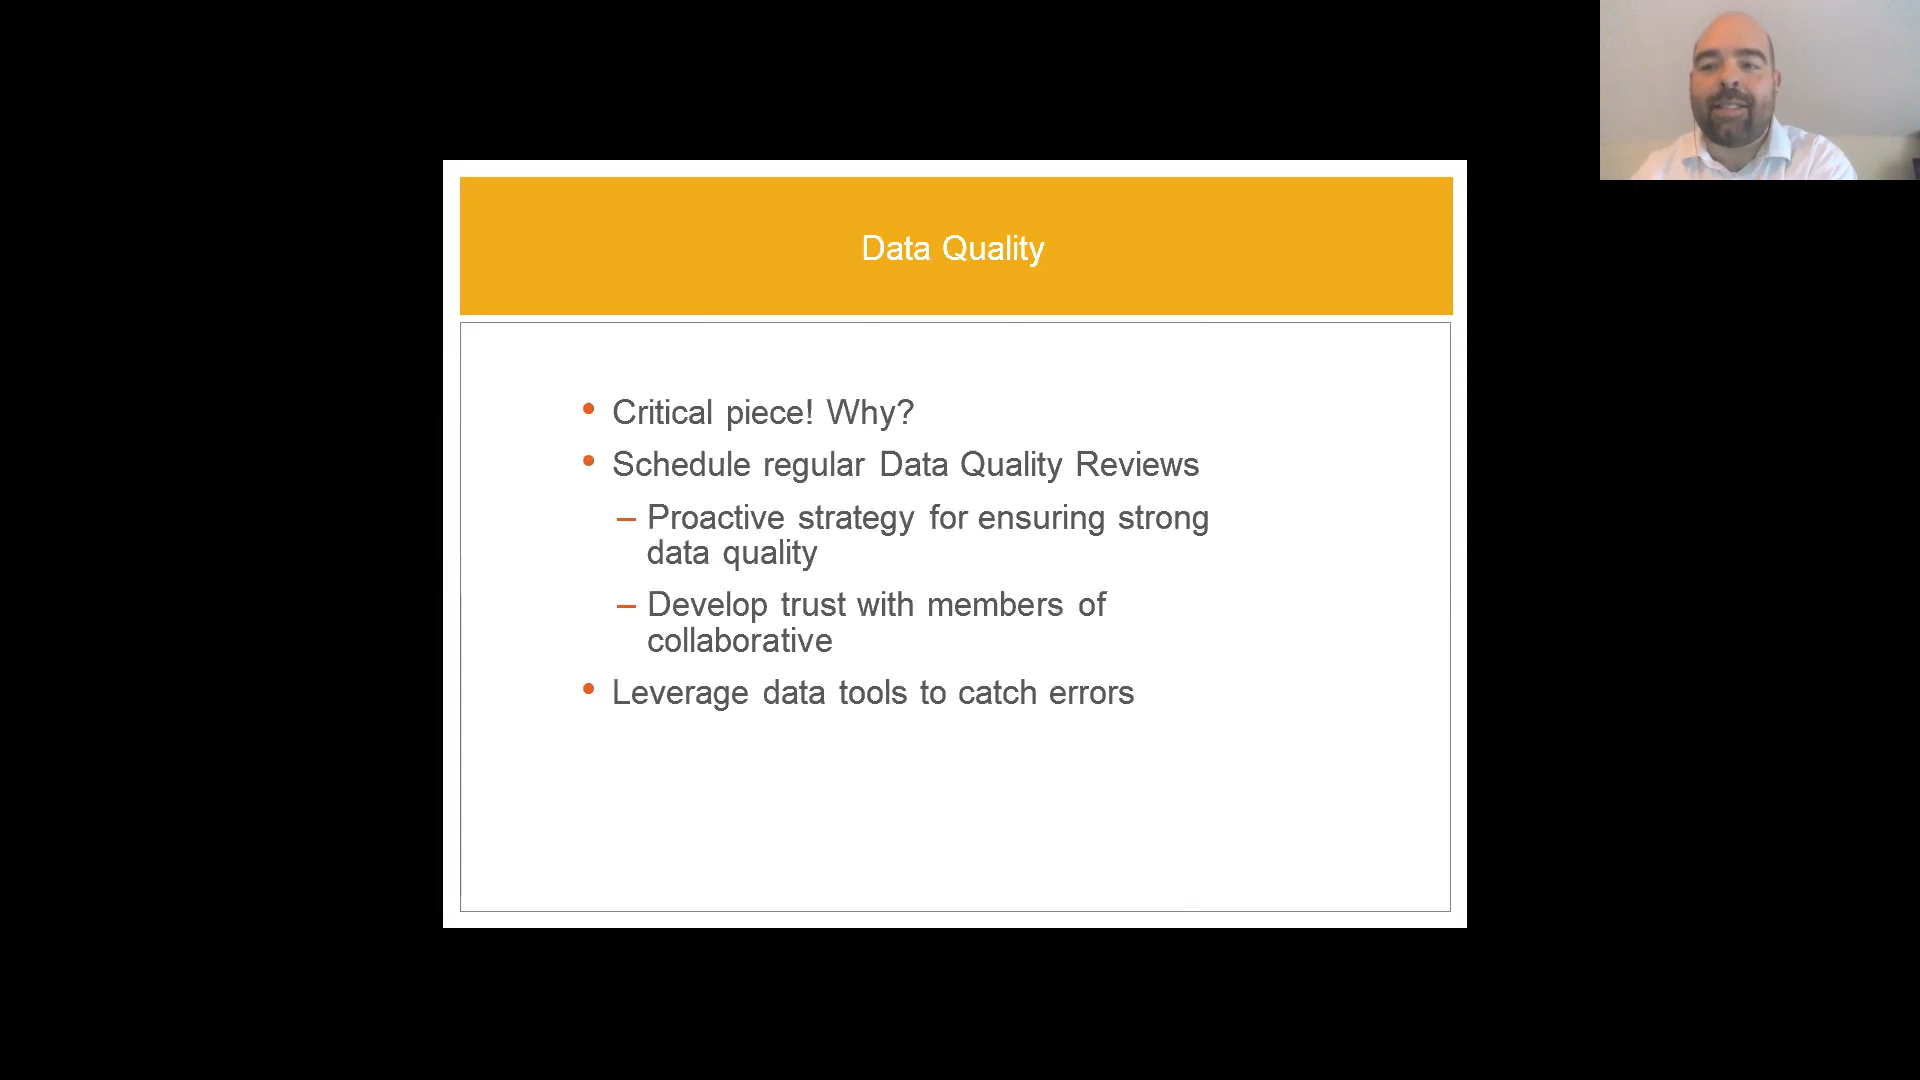 Data Quality
• Critical piece! Why?
• Schedule regular Data Quality Reviews
– Proactive strategy for ensuring strong
data quality
– Develop trust with members of
collaborative
• Leverage data tools to catch errors